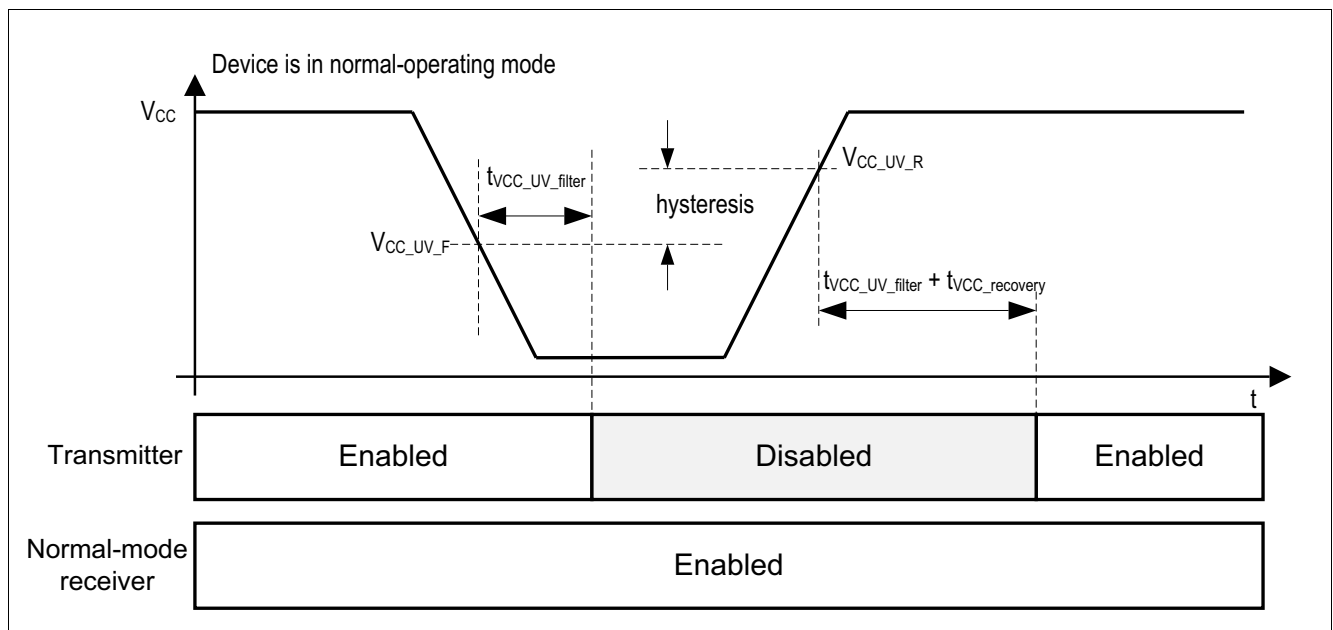 Device is in normal-operating mode
VCC
VCC_UV_R
tVCC_UV_filter
hysteresis
VCC_UV_F
tVCC_UV_filter + tVCC_recovery
t
Transmitter
Enabled
Disabled
Enabled
Normal-mode
receiver
Enabled